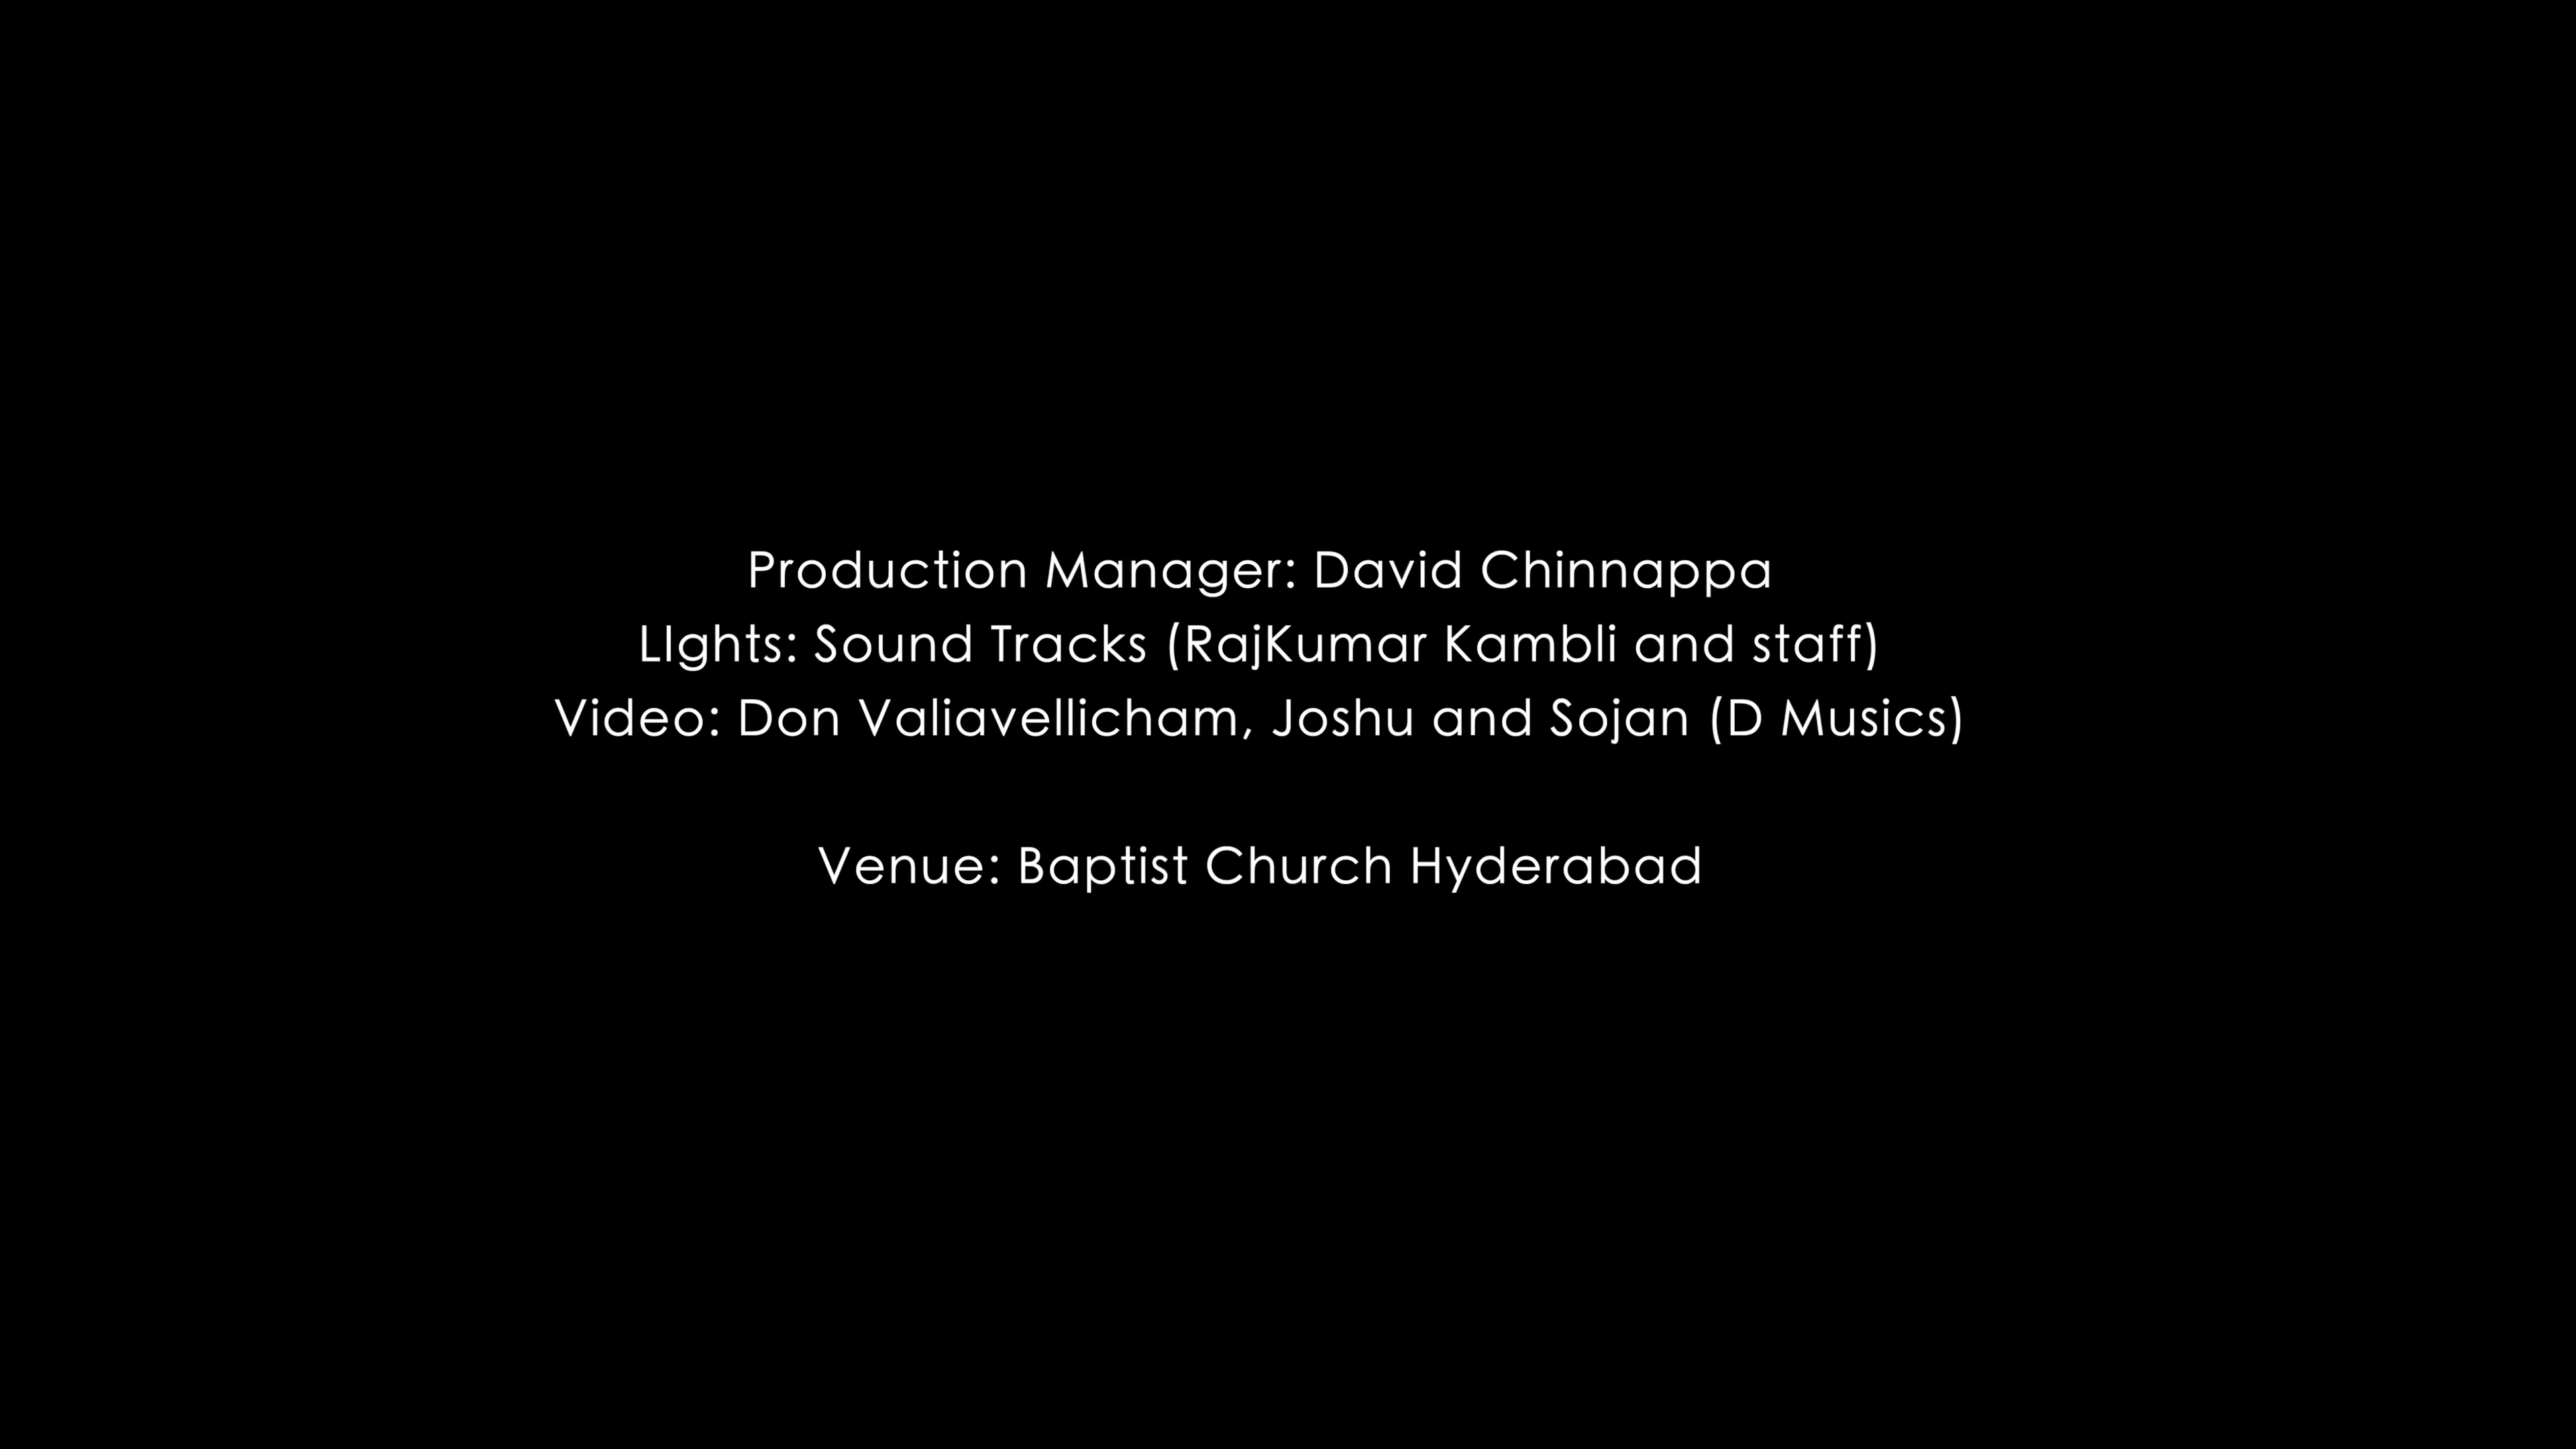 Production Manager: David Chinnappa
LIghts: Sound Tracks (RajKumar Kambli and staff)
Video: Don Valiavellicham, Joshu and Sojan (D Musics)
Venue: Baptist Church Hyderabad